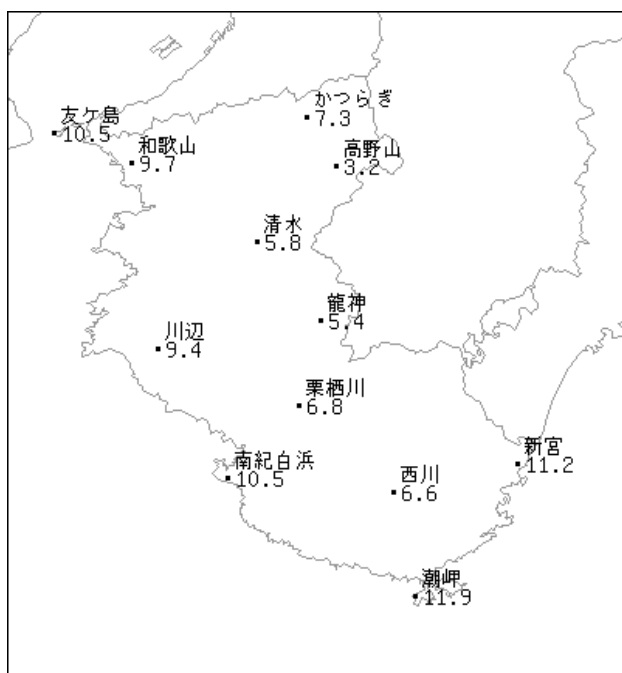 かつらぎ
7.3
友ケ島
10.5
和歌山
9.7
高野山
3.2
清水
5.8
龍神
5.4
川辺
9.4
栗栖川
6.8
新宮
11.2
南紀白浜
10.5
西川
6.6
潮岬
11.9